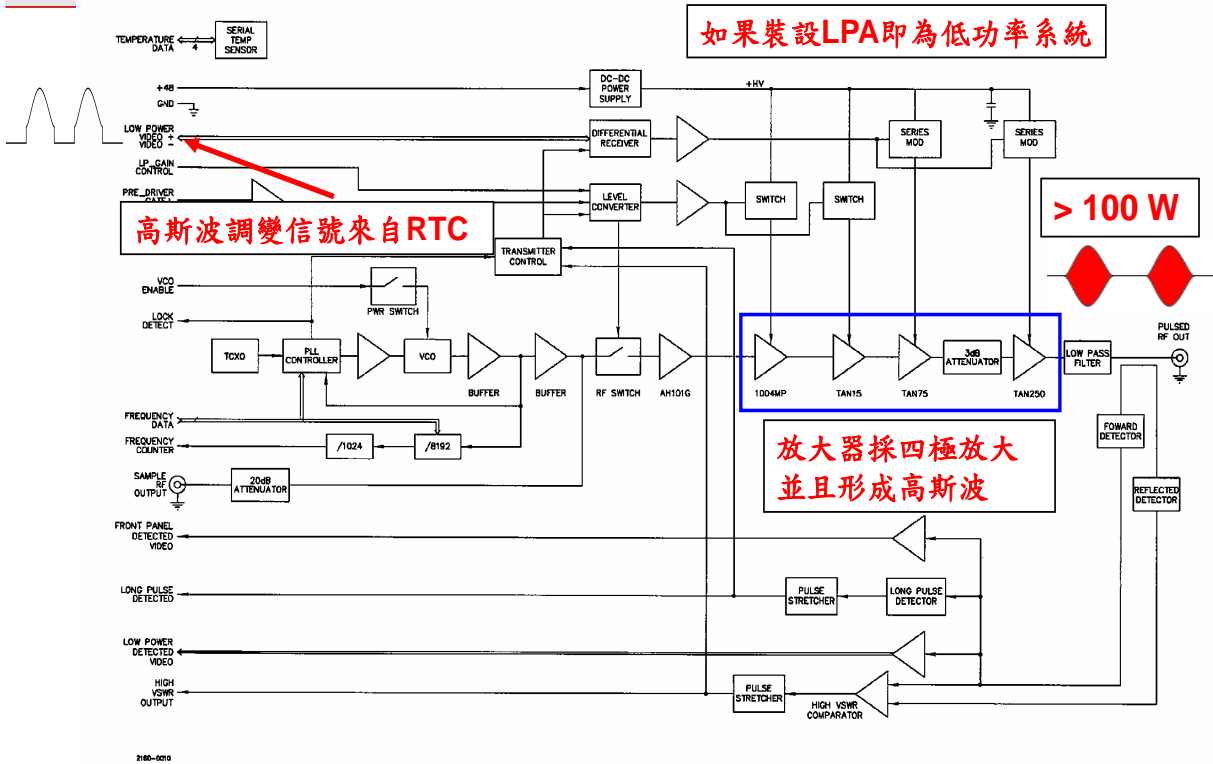 如果裝設LPA即為低功率系統
TEMPERATURE
DATA
4
SERIAL
TEMP
SENSOR
+48
GND
DC-DC
POWER
SUPPLY
+HV
LOW POWER
VIDEO +
VIDEO -
DIFFERENTIAL
RECEIVER
SERIES
MOD
SERIES
MOD
LP GAIN
CONTROL
PRE_DRIVER
LEVEL
CONVERTER
SWITCH
SWITCH
> 100 W
高斯波調變信號來自RTC
TRANSMITTER
CONTROL
VCO
ENABLE
PWR SWITCH
LOCK
DETECT
TCXO
PLL
CONTROLLER
VCO
BUFFER
BUFFER
RF SWITCH
AH101G
1004MP
TAN15
TAN75
3dB
ATTENUATOR
TAN250
LOW PASS
FILTER
PULSED
RF OUT
FREQUENCY
DATA
FREQUENCY
COUNTER
/1024
/8192
FOWARD
DETECTOR
放大器採四極放大
並且形成高斯波
SAMPLE
RF
OUTPUT
20dB
ATTENUATOR
REFLECTED
DETECTOR
FRONT PANEL
DETECTED
VIDEO
LONG PULSE
DETECTED
PULSE
STRETCHER
LONG PULSE
DETECTOR
LOW POWER
DETECTED
VIDEO
HIGH
VSWR
OUTPUT
PULSE
STRETCHER
HIGH VSWR
COMPARATOR
2160-0010